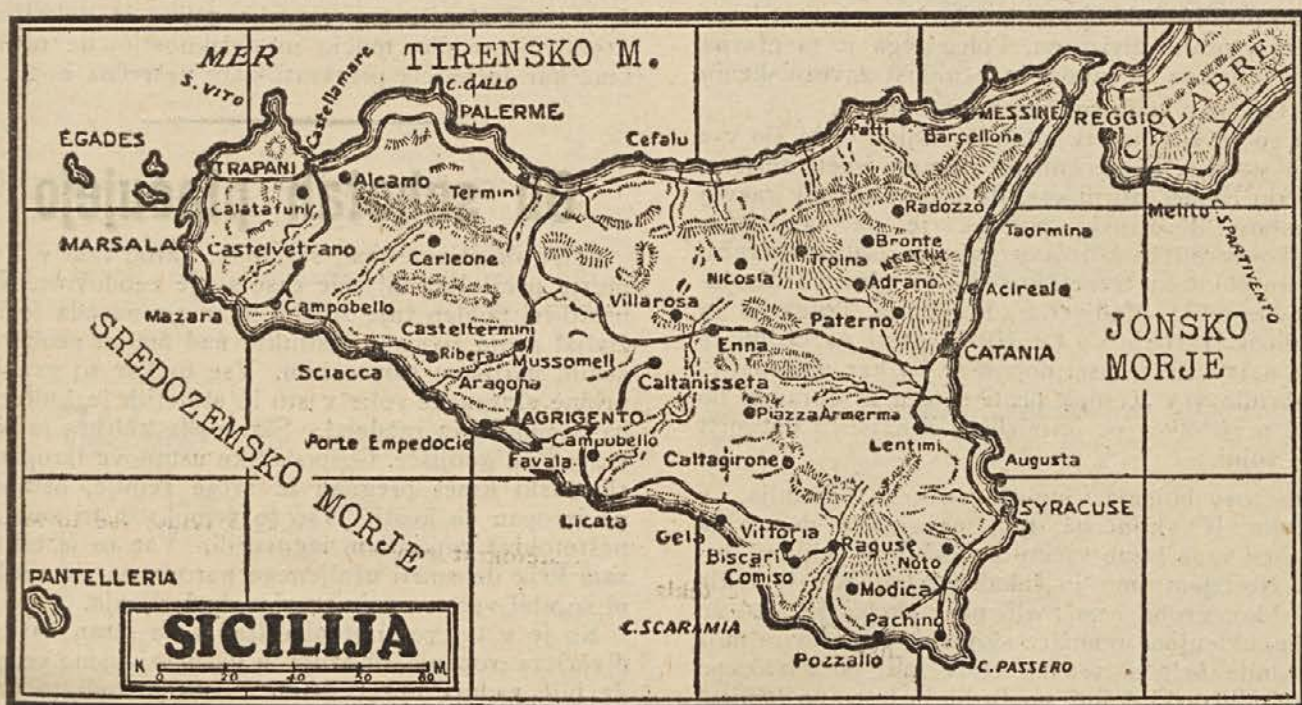 MER TIRENSKO M.
S. VITO
Castellamare
C. GALLO
PALERME
ÉGADES
TRAPANI
Alcamo
Termini
Cefalu
Patti
Barcellona
MESSINE
REGGIO
CALABRE
Calatafuni
Radozzo
Melito
C. SPARTIVENTO
MARSALA
Castelvetrano
Carleone
Nicosia
Troina
Bronte
Taormina
Adrano
Acireale
Mazara
Campobello
Villarosa
Paterno
JONSKO
MORJE
Casteltermini
Ribera
Mussomell
Enna
CATANIA
Sciacca
Aragona
Caltanisseta
SREDOZEMSKO MORJE
AGRIGENTO
Piazza Armerma
Porte Empedocle
Campobello
Favala
Caltagirone
Lentimi
Augusta
Licata
SYRACUSE
Gela
Vittoria
Raguse
Biscari
Noto
Comiso
PANTELLERIA
Modica
Pachino
C. SCARAMIA
Pozzallo
C. PASSERO
SICILIJA
K M.
0 20 40 60 80